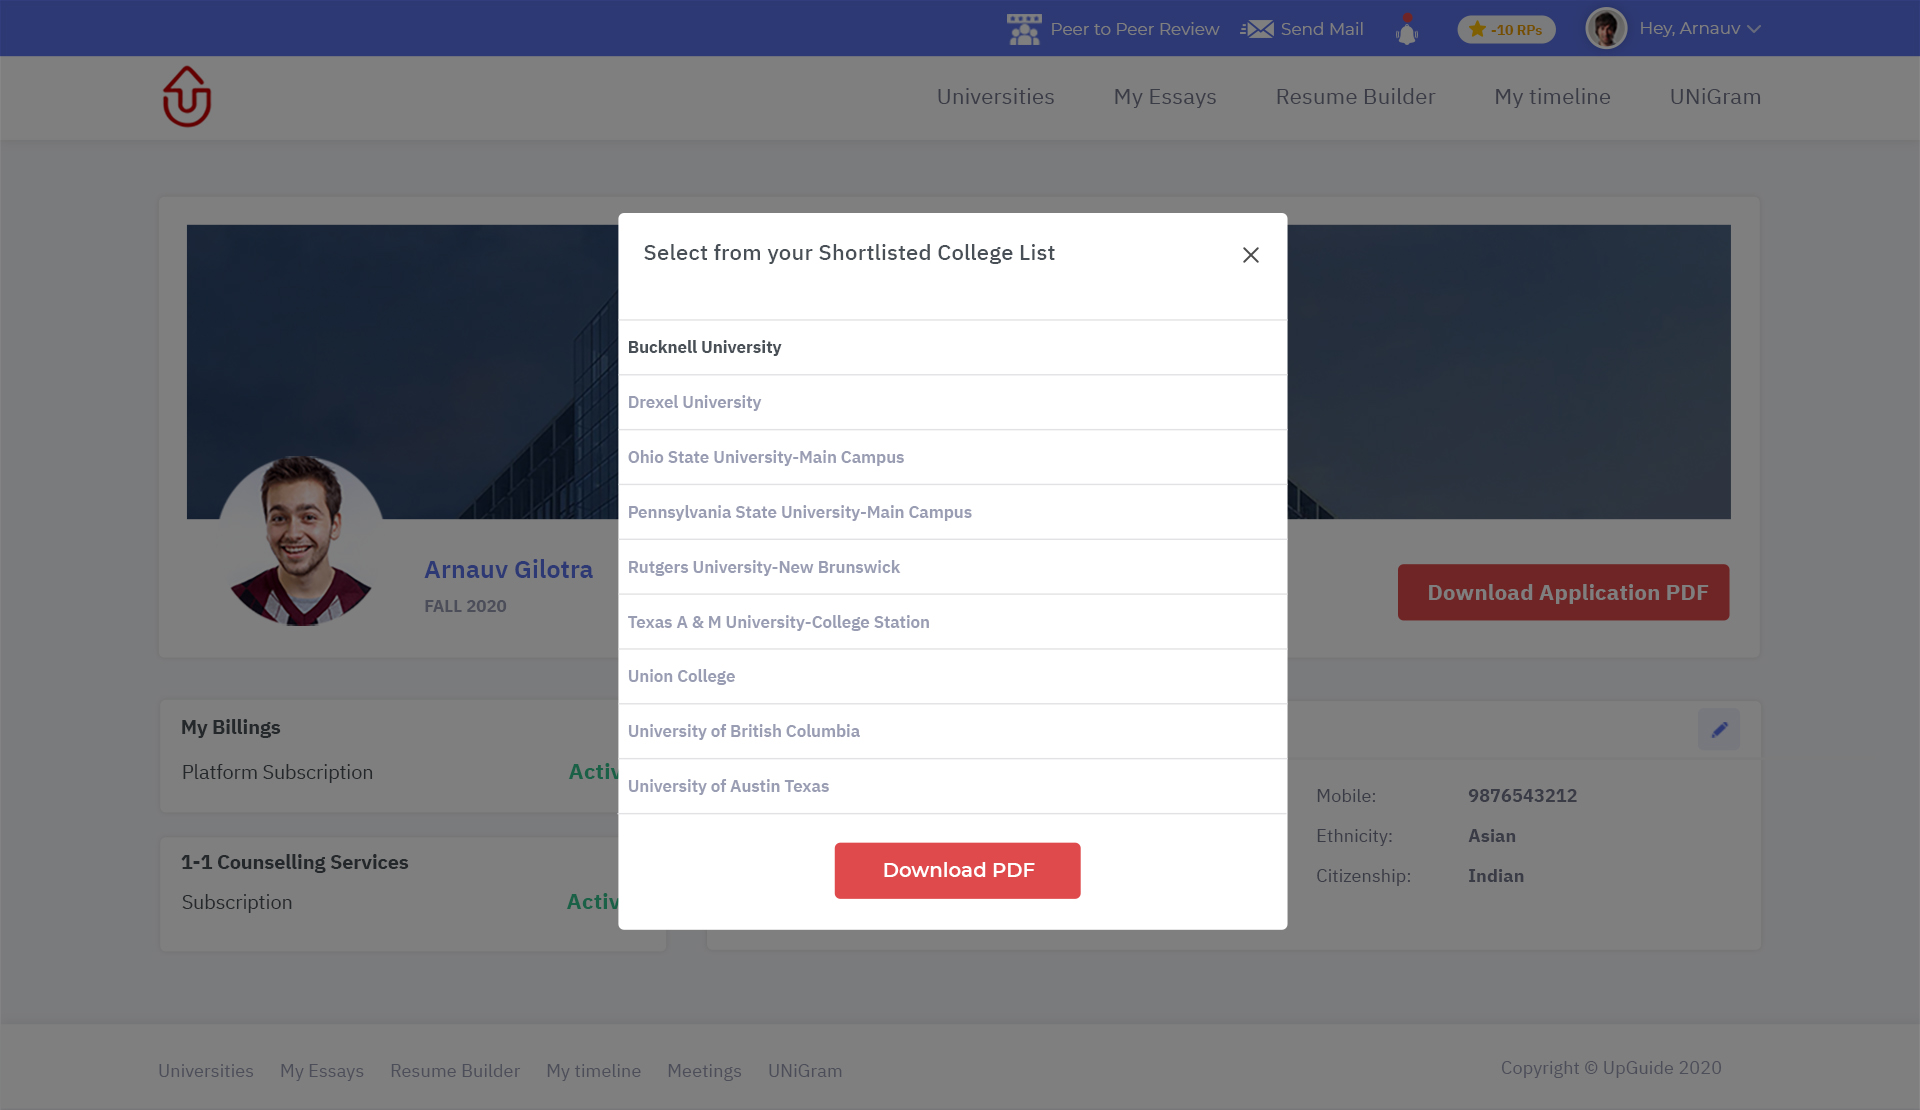 Peer to Peer Review
Send Mail
-10 RPs
Hey, Arnauv
Universities
My Essays
Resume Builder
My timeline
UNiGram
Select from your Shortlisted College List
Bucknell University
Drexel University
Ohio State University-Main Campus
Pennsylvania State University-Main Campus
Rutgers University-New Brunswick
Texas A & M University-College Station
Union College
University of British Columbia
University of Austin Texas
Download PDF
Arnauv Gilotra
FALL 2020
Download Application PDF
My Billings
Platform Subscription
Activ
1-1 Counselling Services
Subscription
Activ
Mobile: 9876543212
Ethnicity: Asian
Citizenship: Indian
Universities My Essays Resume Builder My timeline Meetings UNiGram
Copyright © UpGuide 2020